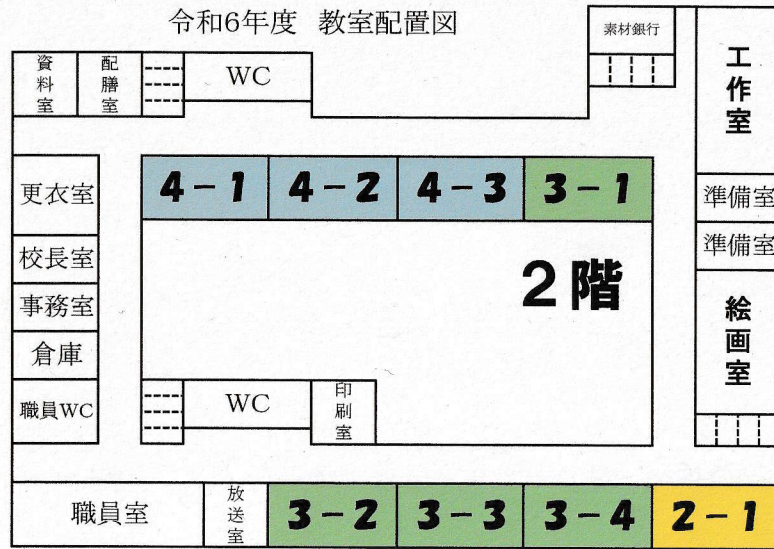 令和6年度 教室配置図
素材銀行
資料室
配膳室
WC
工作室
更衣室
4-1
4-2
4-3
3-1
準備室
校長室
準備室
2階
事務室
絵画室
倉庫
職員WC
WC
印刷室
職員室
放送室
3-2
3-3
3-4
2-1